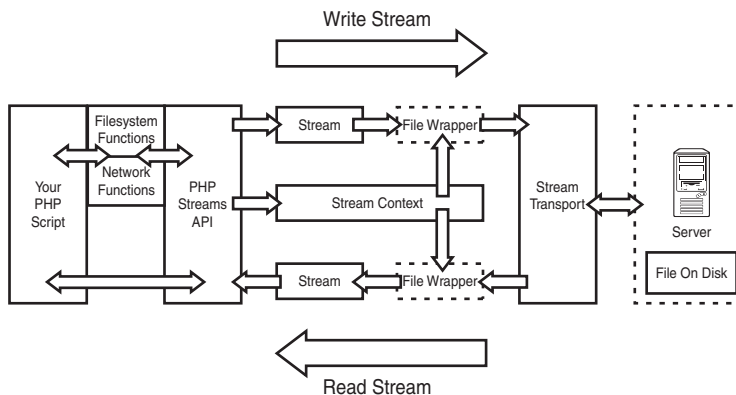 Write Stream
Filesystem
Functions
Network
Functions
Your
PHP
Script
PHP
Streams
API
Stream
File Wrapper
Stream Context
Stream
File Wrapper
Stream
Transport
Server
File On Disk
Read Stream